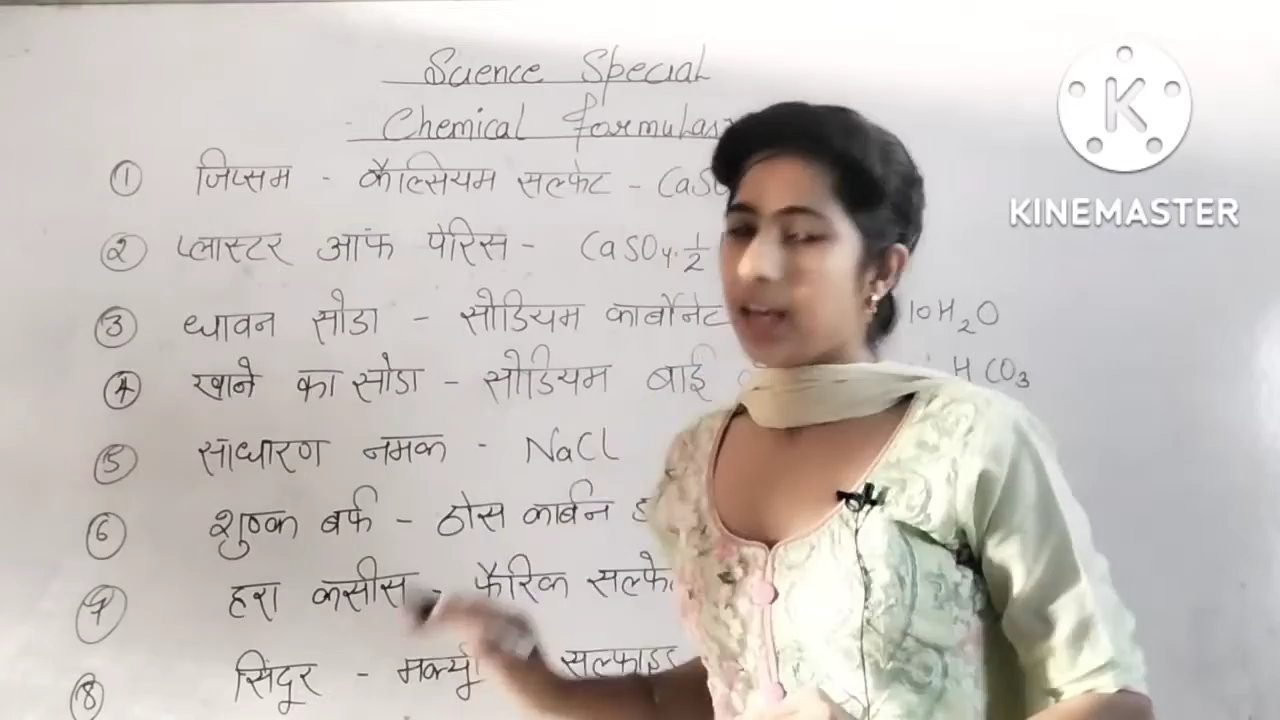 Science Special
Chemical formulas
K
KINEMASTER
① जिप्सम - कैल्सियम सल्फेट - CaSO
② प्लास्टर ऑफ पेरिस - CaSO₄.½
③ धावन सोडा - सोडियम कार्बोनेट 10H₂O
④ खाने का सोडा - सोडियम बाई HCO₃
⑤ साधारण नमक - NaCl
⑥ शुष्क बर्फ - ठोस कार्बन
⑦ हरा कसीस - फैरिक सल्फे
⑧ सिंदूर - सल्फाइड